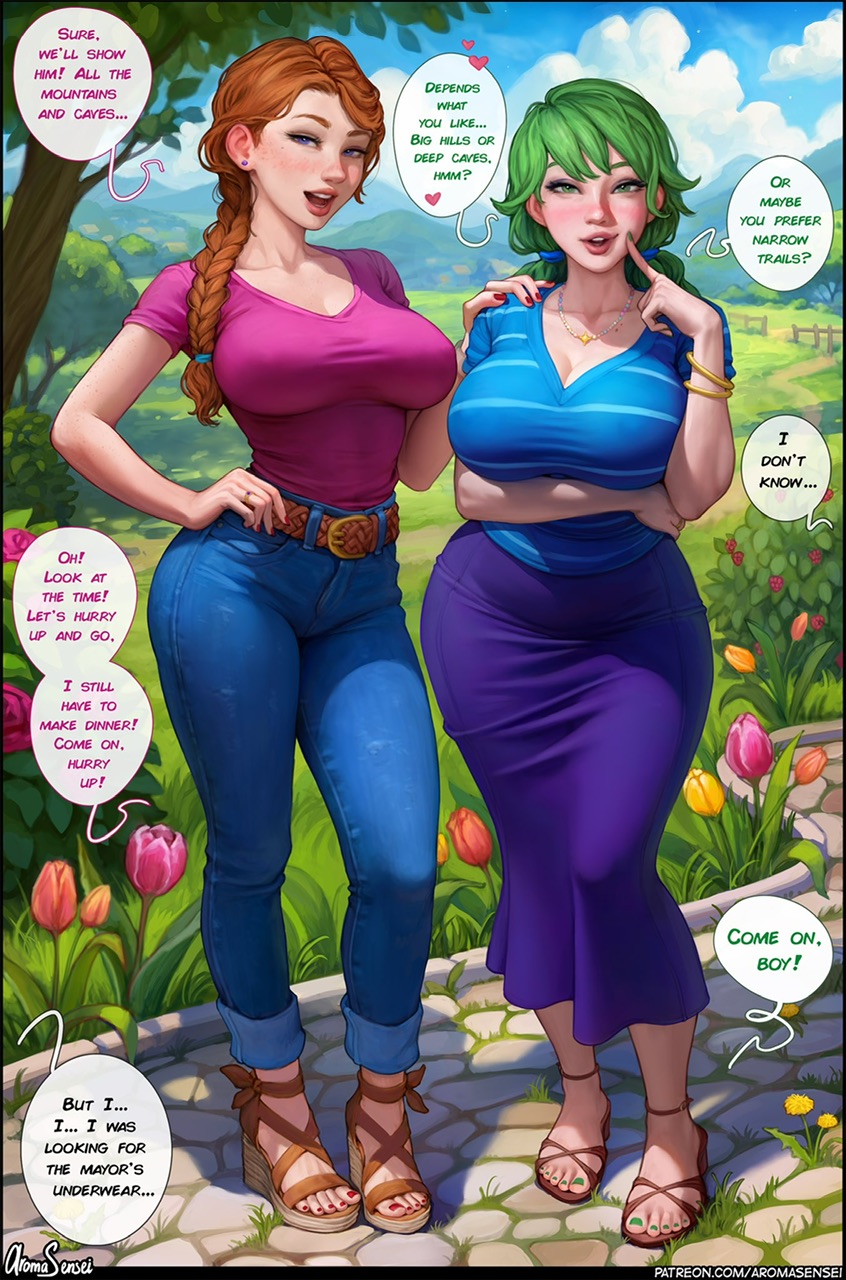 SURE,
WE'LL SHOW
HIM! ALL THE
MOUNTAINS
AND CAVES...
DEPENDS
WHAT
YOU LIKE...
BIG HILLS OR
DEEP CAVES,
HMM?
OR
MAYBE
YOU PREFER
NARROW
TRAILS?
I
DON'T
KNOW...
OH!
LOOK AT
THE TIME!
LET'S HURRY
UP AND GO,
I STILL
HAVE TO
MAKE DINNER!
COME ON,
HURRY
UP!
COME ON,
BOY!
BUT I...
I... I WAS
LOOKING FOR
THE MAYOR'S
UNDERWEAR...
AromaSensei
PATREON.COM/AROMASENSEI